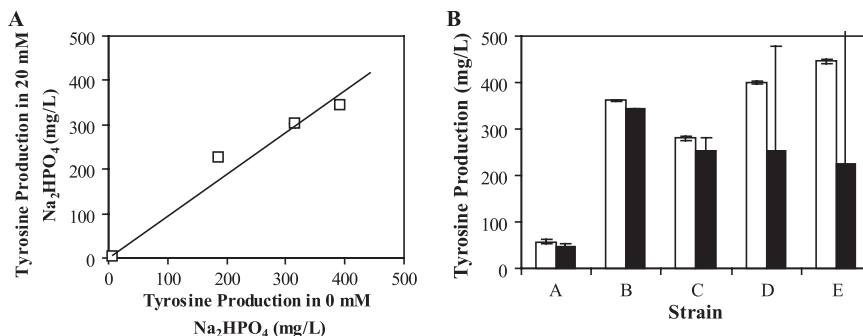 A
Tyrosine Production in 20 mM
Na₂HPO₄ (mg/L)
500
400
300
200
100
0
0 100 200 300 400 500
Tyrosine Production in 0 mM
Na₂HPO₄ (mg/L)
B
Tyrosine Production (mg/L)
500
400
300
200
100
0
A B C D E
Strain